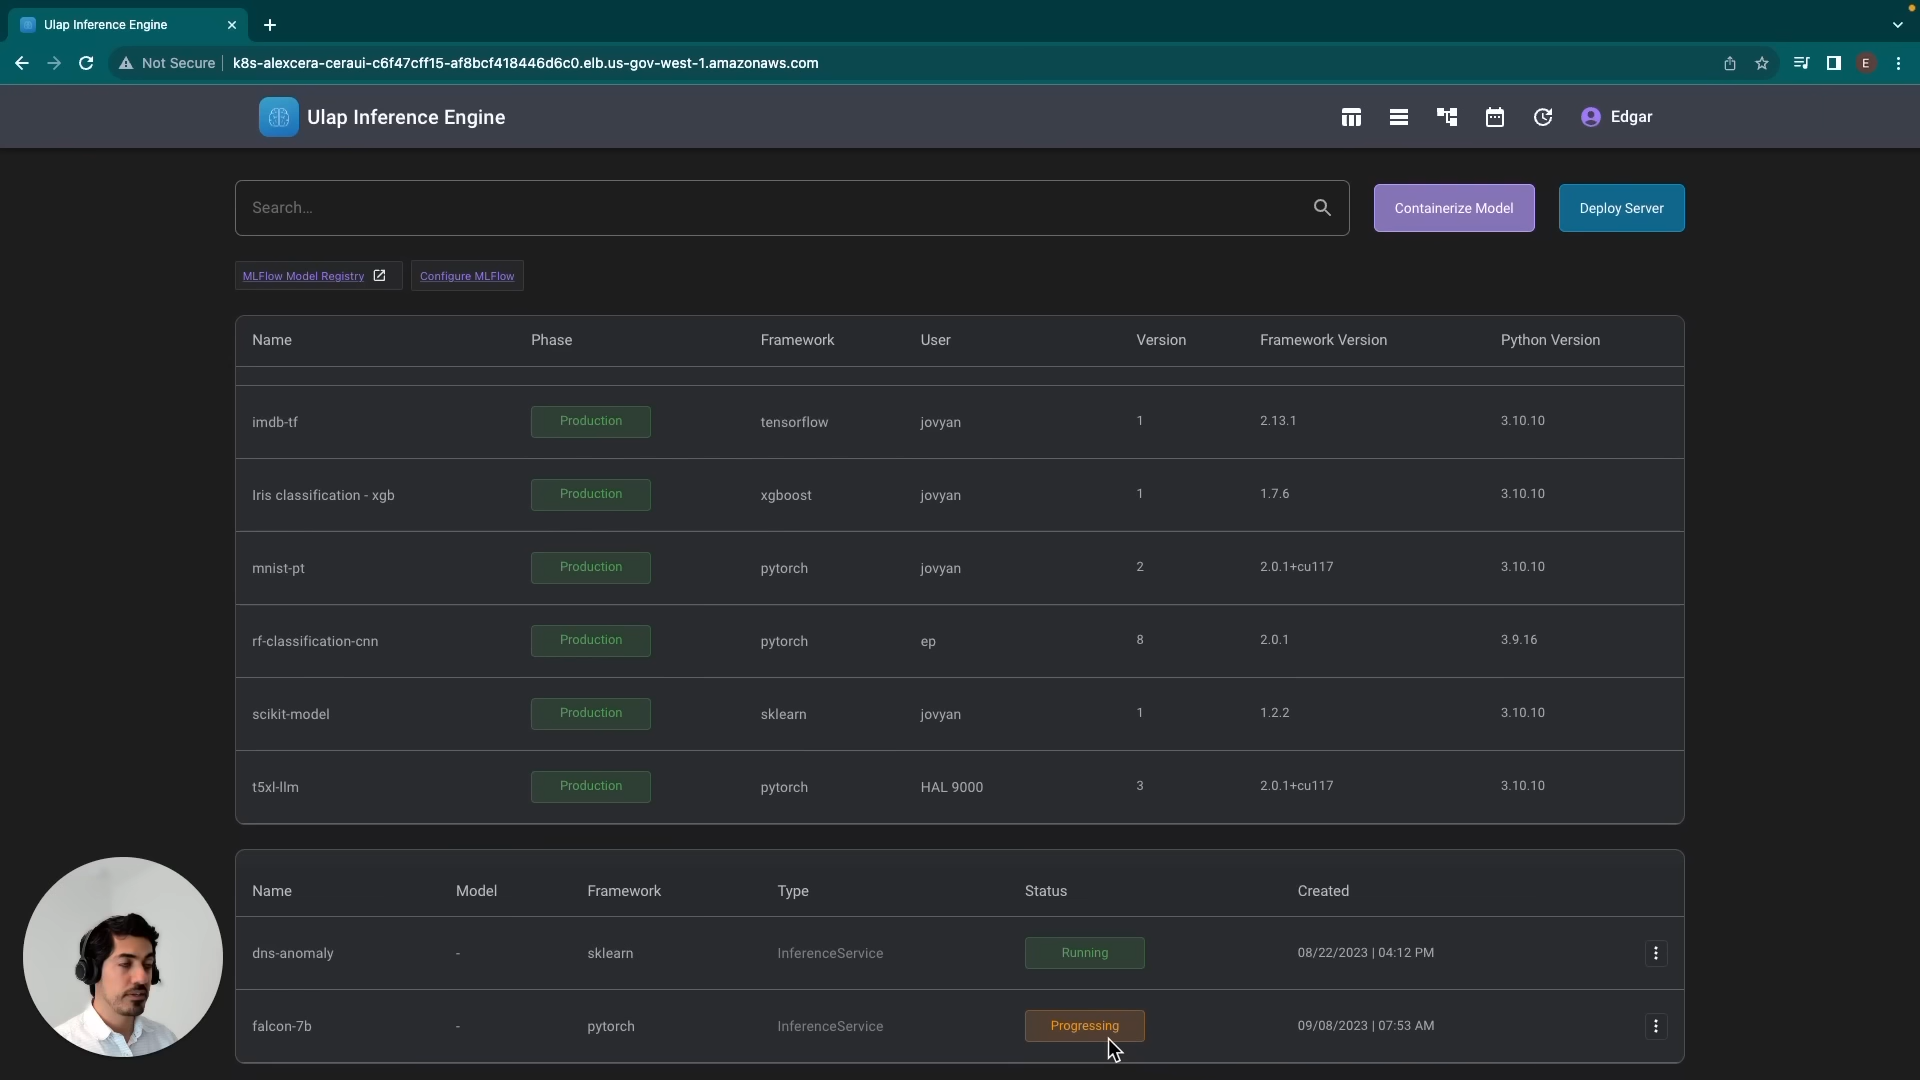 Ulap Inference Engine
Not Secure k8s-alexcera-ceraui-c6f47cff15-af8bcf418446d6c0.elb.us-gov-west-1.amazonaws.com E
Ulap Inference Engine Edgar
Search... Containerize Model Deploy Server
MLFlow Model Registry Configure MLFlow
Name Phase Framework User Version Framework Version Python Version
imdb-tf Production tensorflow jovyan 1 2.13.1 3.10.10
Iris classification - xgb Production xgboost jovyan 1 1.7.6 3.10.10
mnist-pt Production pytorch jovyan 2 2.0.1+cu117 3.10.10
rf-classification-cnn Production pytorch ep 8 2.0.1 3.9.16
scikit-model Production sklearn jovyan 1 1.2.2 3.10.10
t5xl-llm Production pytorch HAL 9000 3 2.0.1+cu117 3.10.10
Name Model Framework Type Status Created
dns-anomaly - sklearn InferenceService Running 08/22/2023 | 04:12 PM
falcon-7b - pytorch InferenceService Progressing 09/08/2023 | 07:53 AM